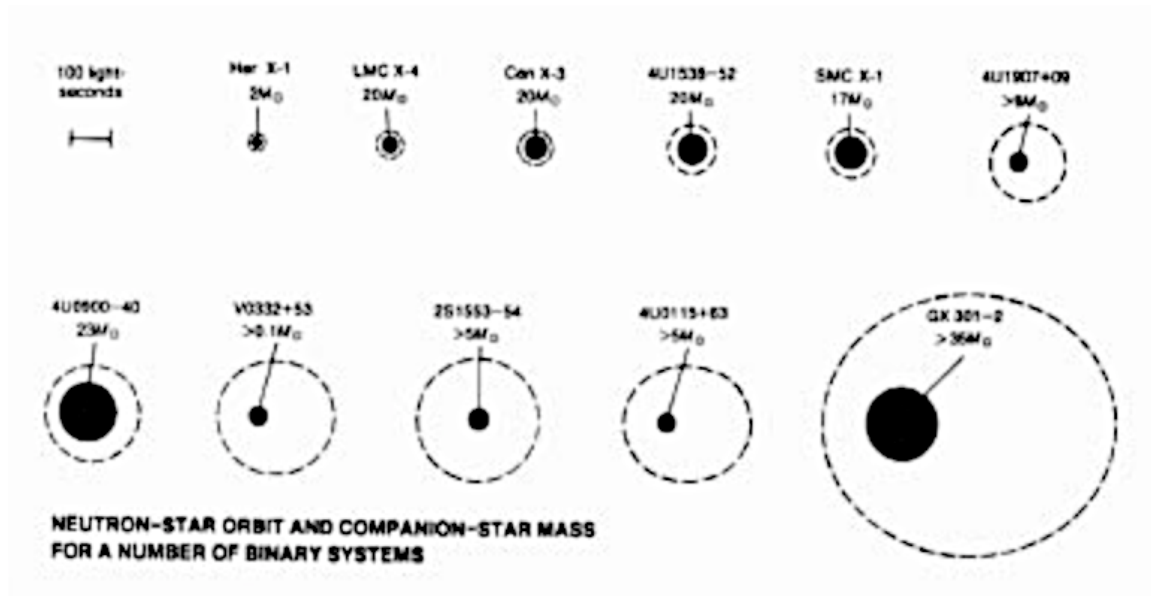 100 light-
seconds
Her X-1
2M⊙
LMC X-4
20M⊙
Cen X-3
20M⊙
4U1538-52
20M⊙
SMC X-1
17M⊙
4U1907+09
4U0900-40
23M⊙
V0332+53
>0.1M⊙
2S1553-54
>5M⊙
4U0115+63
>5M⊙
GX 301-2
>35M⊙
NEUTRON-STAR ORBIT AND COMPANION-STAR MASS
FOR A NUMBER OF BINARY SYSTEMS